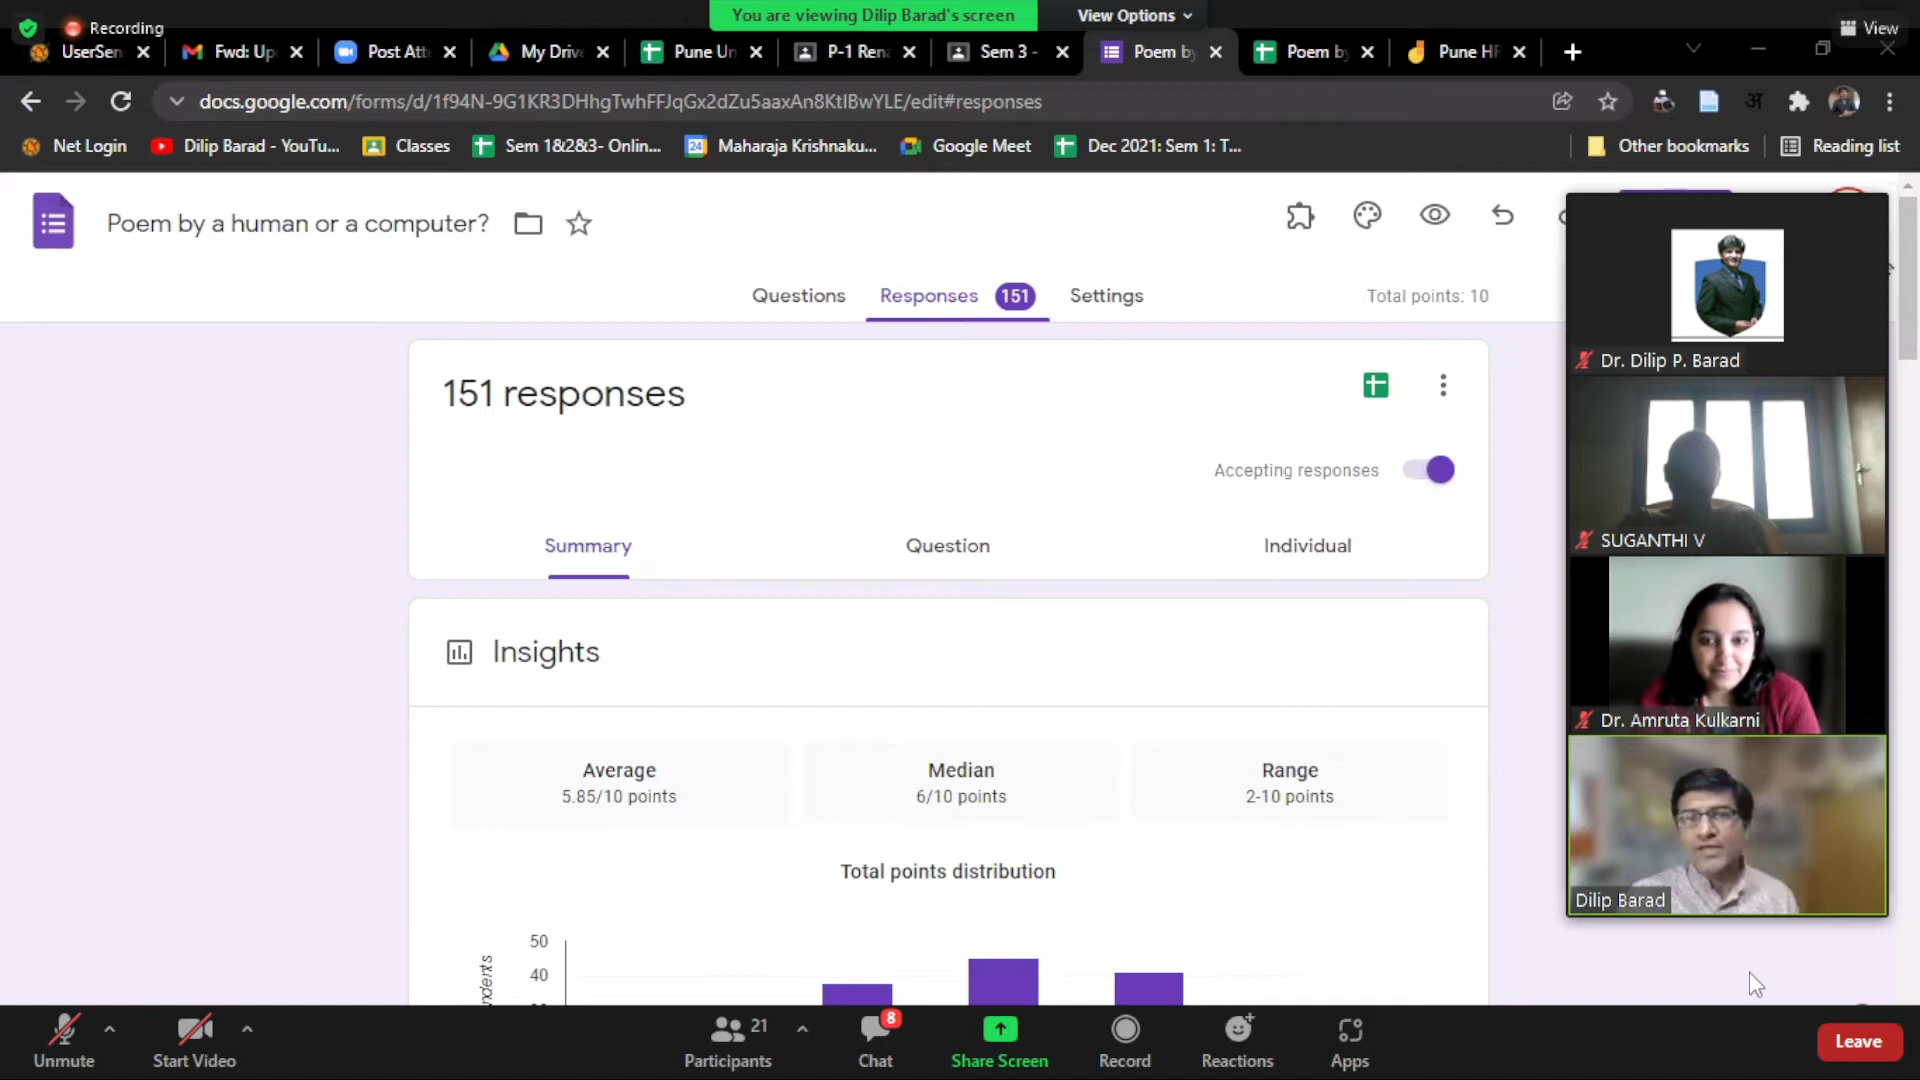 Recording
You are viewing Dilip Barad's screen
View Options
View
UserSen
Fwd: Up
Post Att
My Driv
Pune Un
P-1 Ren
Sem 3 -
Poem by
Poem by
Pune HR
docs.google.com/forms/d/1f94N-9G1KR3DHhgTwhFFJqGx2dZu5aaxAn8KtIBwYLE/edit#responses
अ
Net Login
Dilip Barad - YouTu...
Classes
Sem 1&2&3- Onlin...
24
Maharaja Krishnaku...
Google Meet
Dec 2021: Sem 1: T...
Other bookmarks
Reading list
Poem by a human or a computer?
Questions
Responses 151
Settings
Total points: 10
151 responses
Accepting responses
Summary
Question
Individual
Insights
Average
5.85/10 points
Median
6/10 points
Range
2-10 points
Total points distribution
50
40
ndents
Dr. Dilip P. Barad
SUGANTHI V
Dr. Amruta Kulkarni
Dilip Barad
Unmute
Start Video
21
Participants
8
Chat
Share Screen
Record
Reactions
Apps
Leave